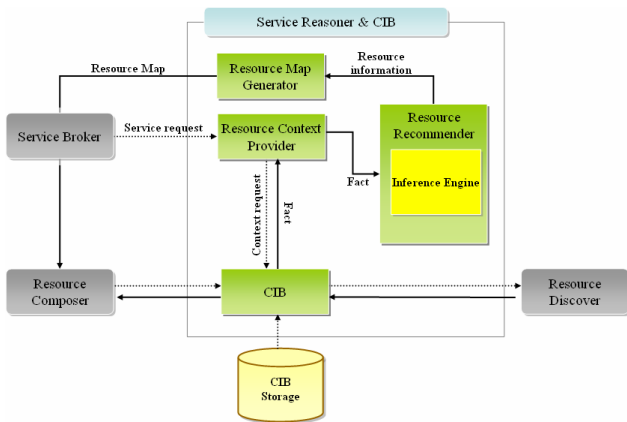 Service Reasoner & CIB
Resource Map
Resource Map
Generator
Resource
information
Service Broker
Service request
Resource Context
Provider
Resource
Recommender
Inference Engine
Fact
Context request
Fact
Resource
Composer
CIB
Resource
Discover
CIB
Storage